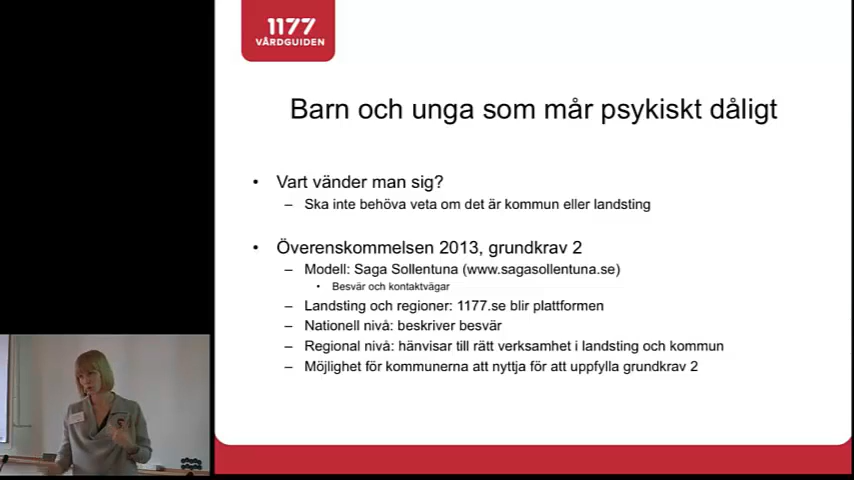 1177
VÅRDGUIDEN
Barn och unga som mår psykiskt dåligt
• Vart vänder man sig?
– Ska inte behöva veta om det är kommun eller landsting
• Överenskommelsen 2013, grundkrav 2
– Modell: Saga Sollentuna (www.sagasollentuna.se)
• Besvär och kontaktvägar
– Landsting och regioner: 1177.se blir plattformen
– Nationell nivå: beskriver besvär
– Regional nivå: hänvisar till rätt verksamhet i landsting och kommun
– Möjlighet för kommunerna att nyttja för att uppfylla grundkrav 2